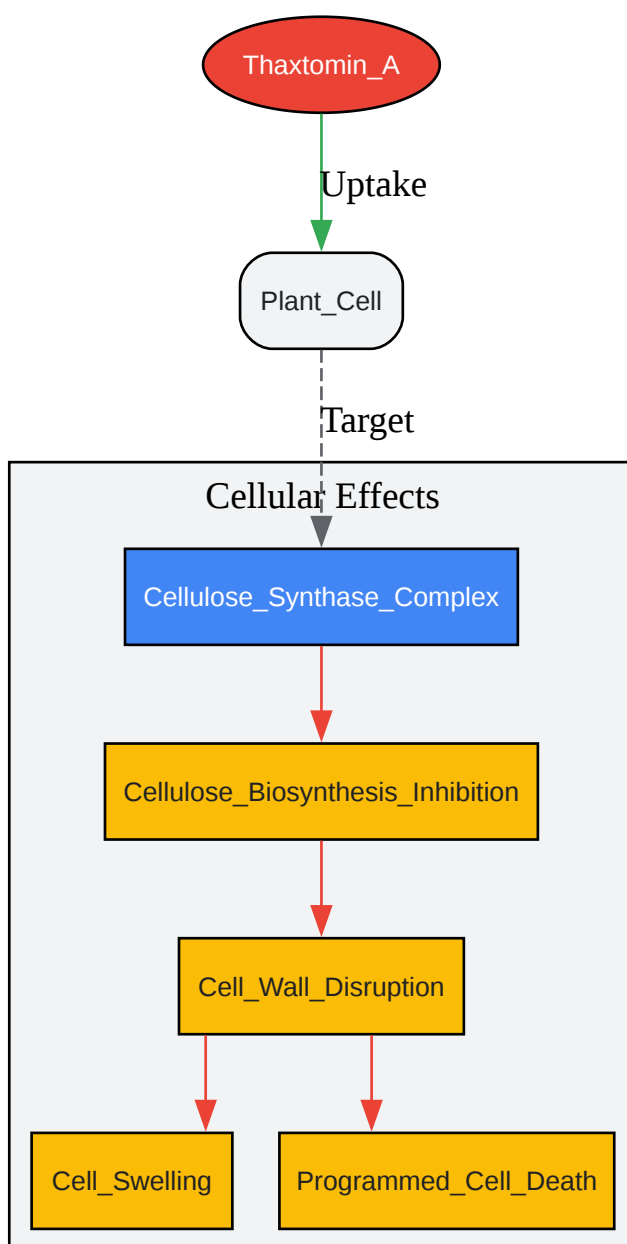 Thaxtomin_A
Uptake
Plant_Cell
Target
Cellular Effects
Cellulose_Synthase_Complex
Cellulose_Biosynthesis_Inhibition
Cell_Wall_Disruption
Cell_Swelling
Programmed_Cell_Death